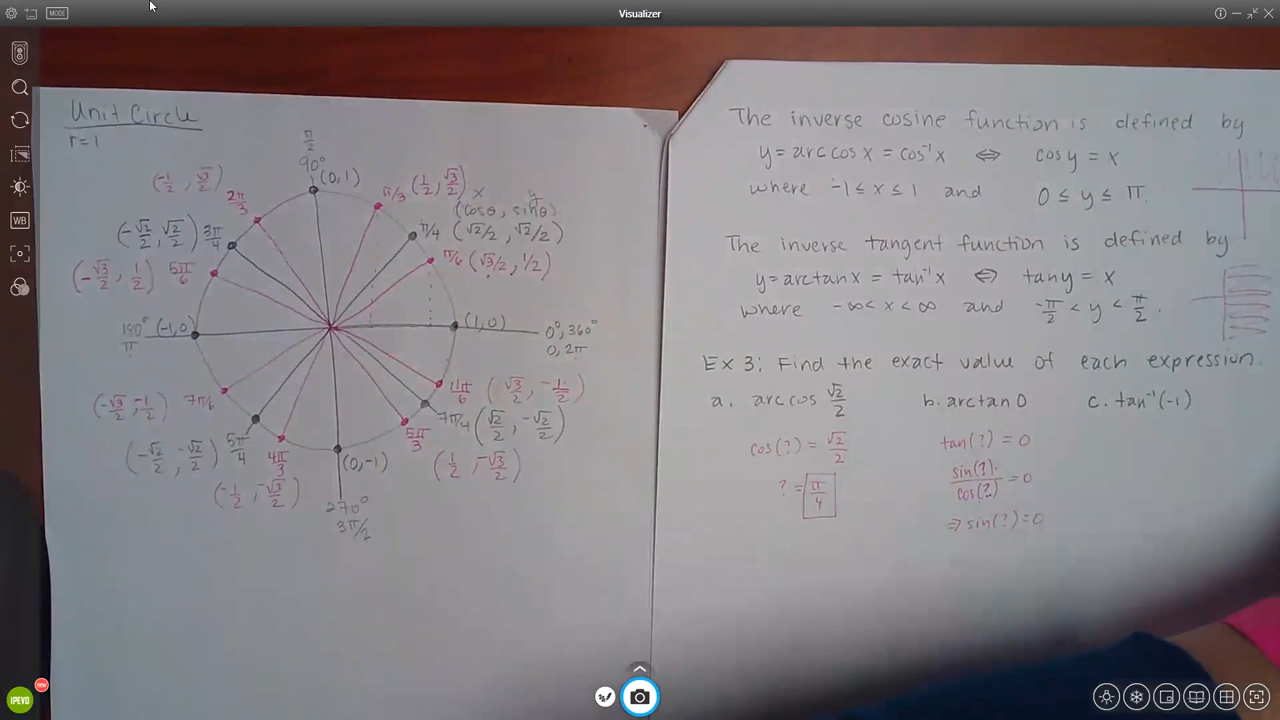 MODE
Visualizer
WB
Unit Circle
r=1
π/2
90°
(0,1)
π/3 (1/2, √3/2) x y
(cosθ, sinθ)
π/4 (√2/2, √2/2)
π/6 (√3/2, 1/2)
(1,0)
0°, 360°
0, 2π
(-1/2, √3/2)
2π/3
(-√2/2, √2/2) 3π/4
(-√3/2, 1/2) 5π/6
180° (-1,0)
π
(-√3/2, -1/2) 7π/6
(-√2/2, -√2/2) 5π/4
4π/3
(-1/2, -√3/2)
(0,-1)
270°
3π/2
11π/6 (√3/2, -1/2)
7π/4 (√2/2, -√2/2)
5π/3
(1/2, -√3/2)
The inverse cosine function is defined by
y = arccos x = cos⁻¹x ⇔ cos y = x
where -1 ≤ x ≤ 1 and 0 ≤ y ≤ π.
The inverse tangent function is defined by
y = arctan x = tan⁻¹x ⇔ tan y = x
where -∞ < x < ∞ and -π/2 < y < π/2.
Ex 3: Find the exact value of each expression.
a. arccos √2/2 b. arctan 0 c. tan⁻¹(-1)
cos(?) = √2/2
? = π/4
tan(?) = 0
sin(?)/cos(?) = 0
⇒ sin(?) = 0
IPEVO
new